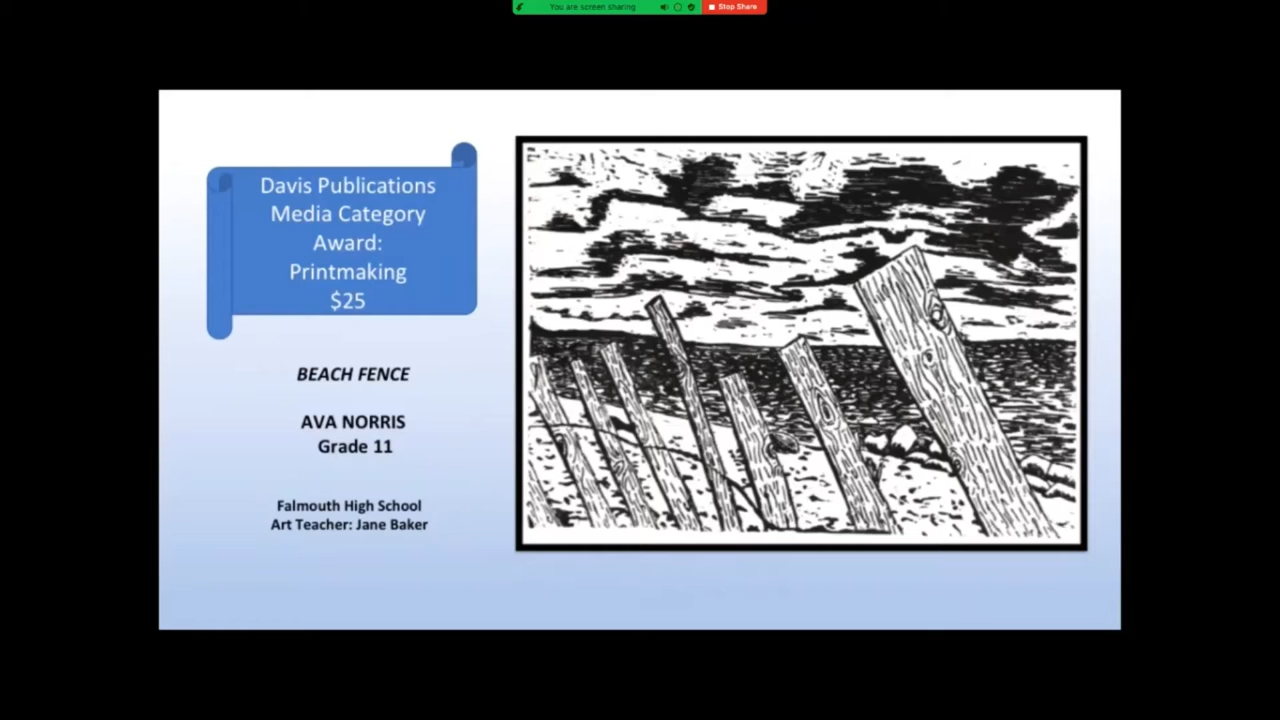 You are screen sharing
Stop Share
Davis Publications
Media Category
Award:
Printmaking
$25
BEACH FENCE
AVA NORRIS
Grade 11
Falmouth High School
Art Teacher: Jane Baker